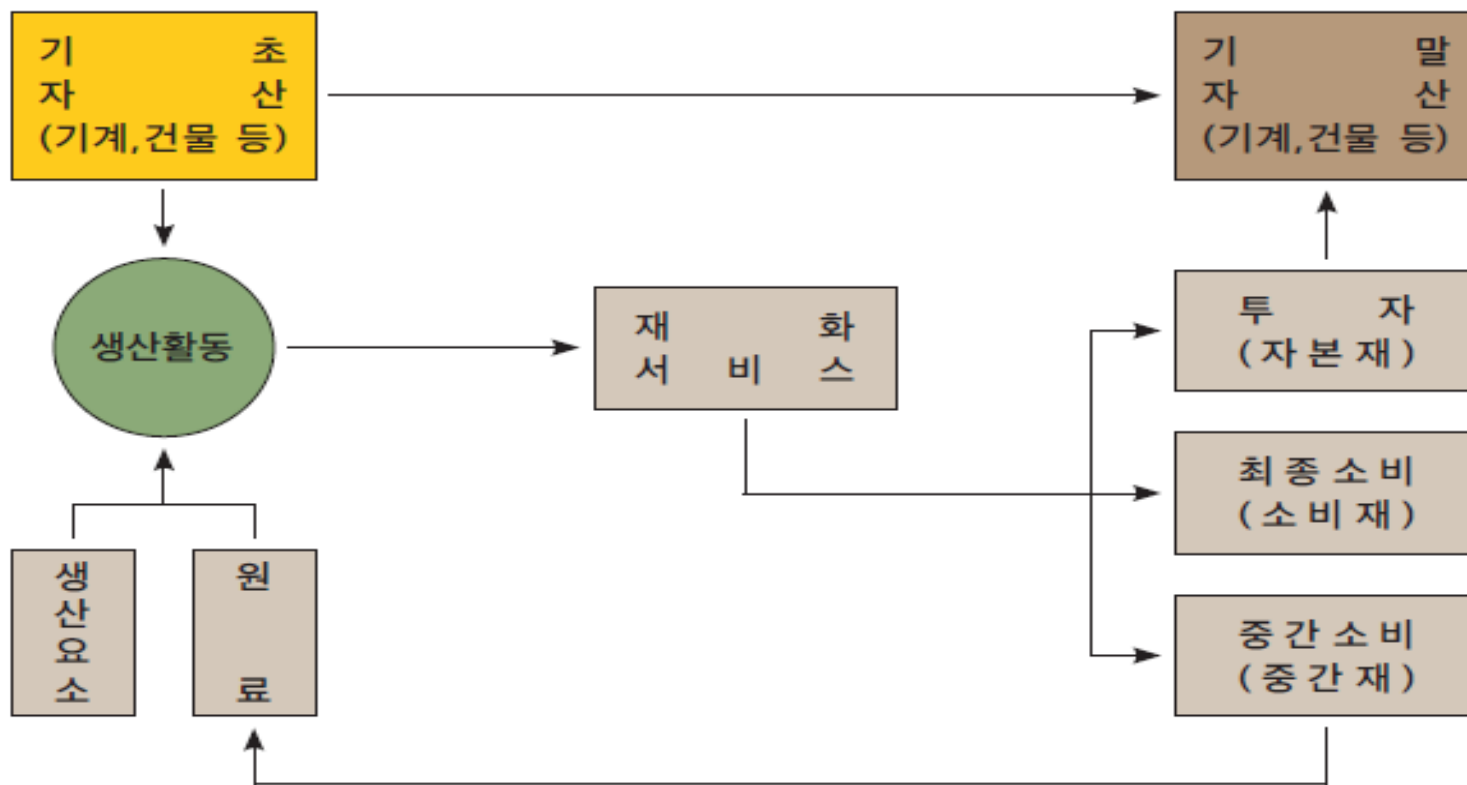 기 초
자 산
(기계,건물 등)
기 말
자 산
(기계,건물 등)
생산활동
재 화
서 비 스
투 자
(자본재)
최종소비
(소비재)
중간소비
(중간재)
생
산
요
소
원
료